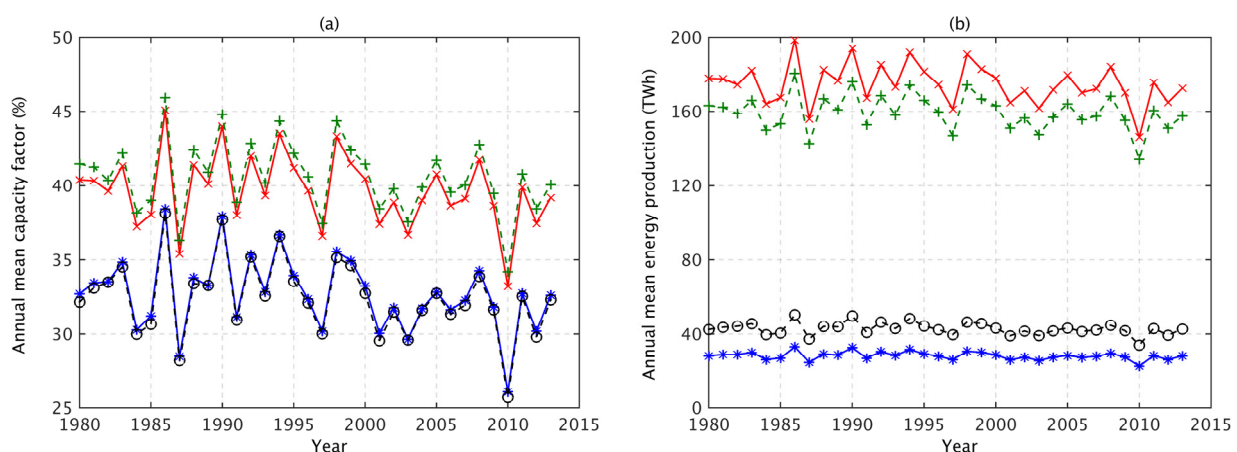 (a)
Annual mean capacity factor (%)
50
45
40
35
30
25
1980 1985 1990 1995 2000 2005 2010 2015
Year
(b)
Annual mean energy production (TWh)
200
160
120
80
40
0
1980 1985 1990 1995 2000 2005 2010 2015
Year